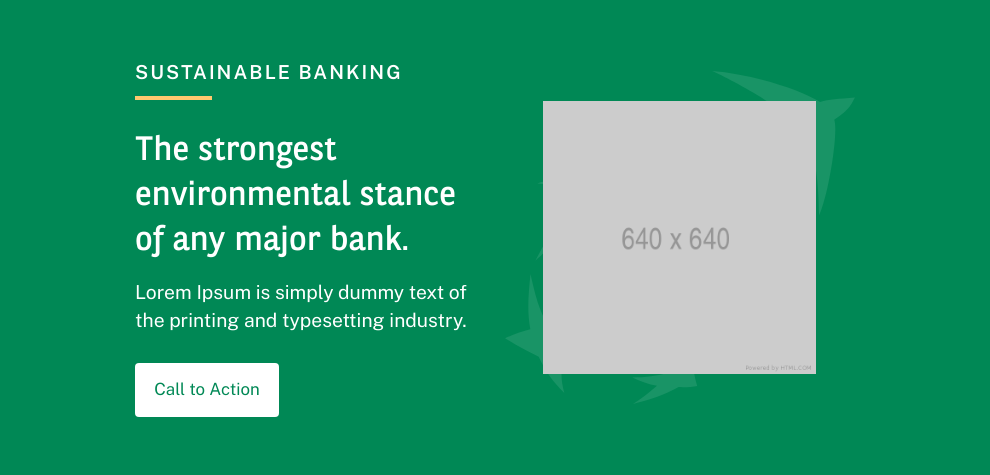 SUSTAINABLE BANKING
The strongest
environmental stance
of any major bank.
Lorem Ipsum is simply dummy text of
the printing and typesetting industry.
Call to Action
640 x 640
Powered by HTML.COM